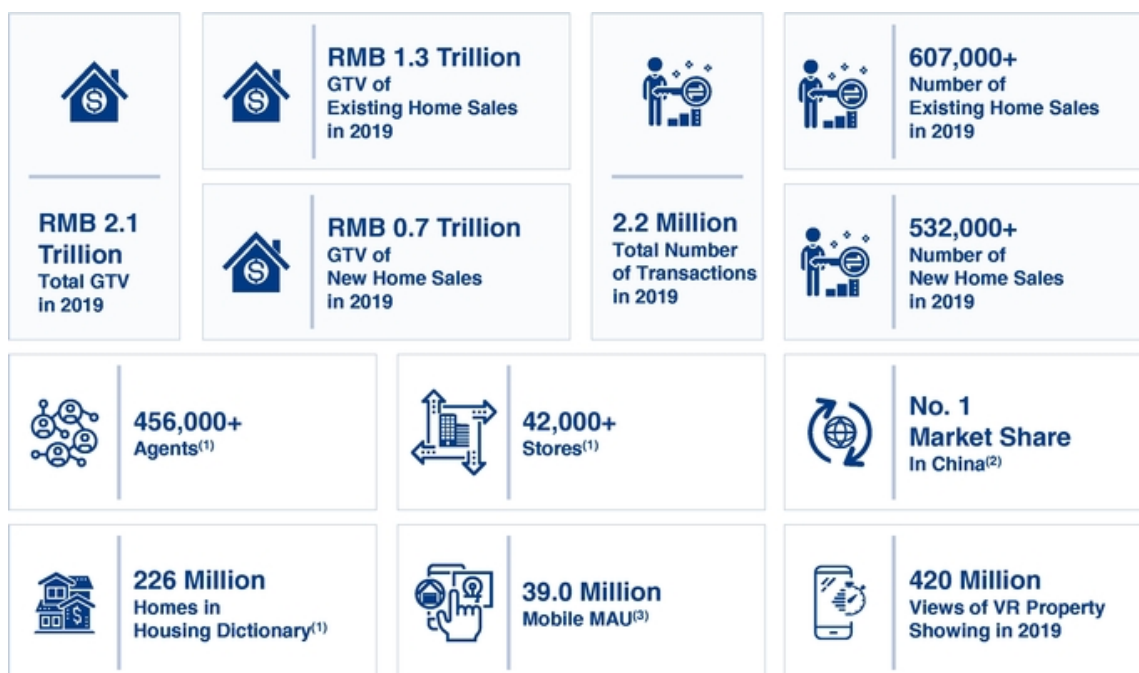 RMB 2.1
Trillion
Total GTV
in 2019
RMB 1.3 Trillion
GTV of
Existing Home Sales
in 2019
RMB 0.7 Trillion
GTV of
New Home Sales
in 2019
2.2 Million
Total Number
of Transactions
in 2019
607,000+
Number of
Existing Home Sales
in 2019
532,000+
Number of
New Home Sales
in 2019
456,000+
Agents(1)
42,000+
Stores(1)
No. 1
Market Share
In China(2)
226 Million
Homes in
Housing Dictionary(1)
39.0 Million
Mobile MAU(3)
420 Million
Views of VR Property
Showing in 2019